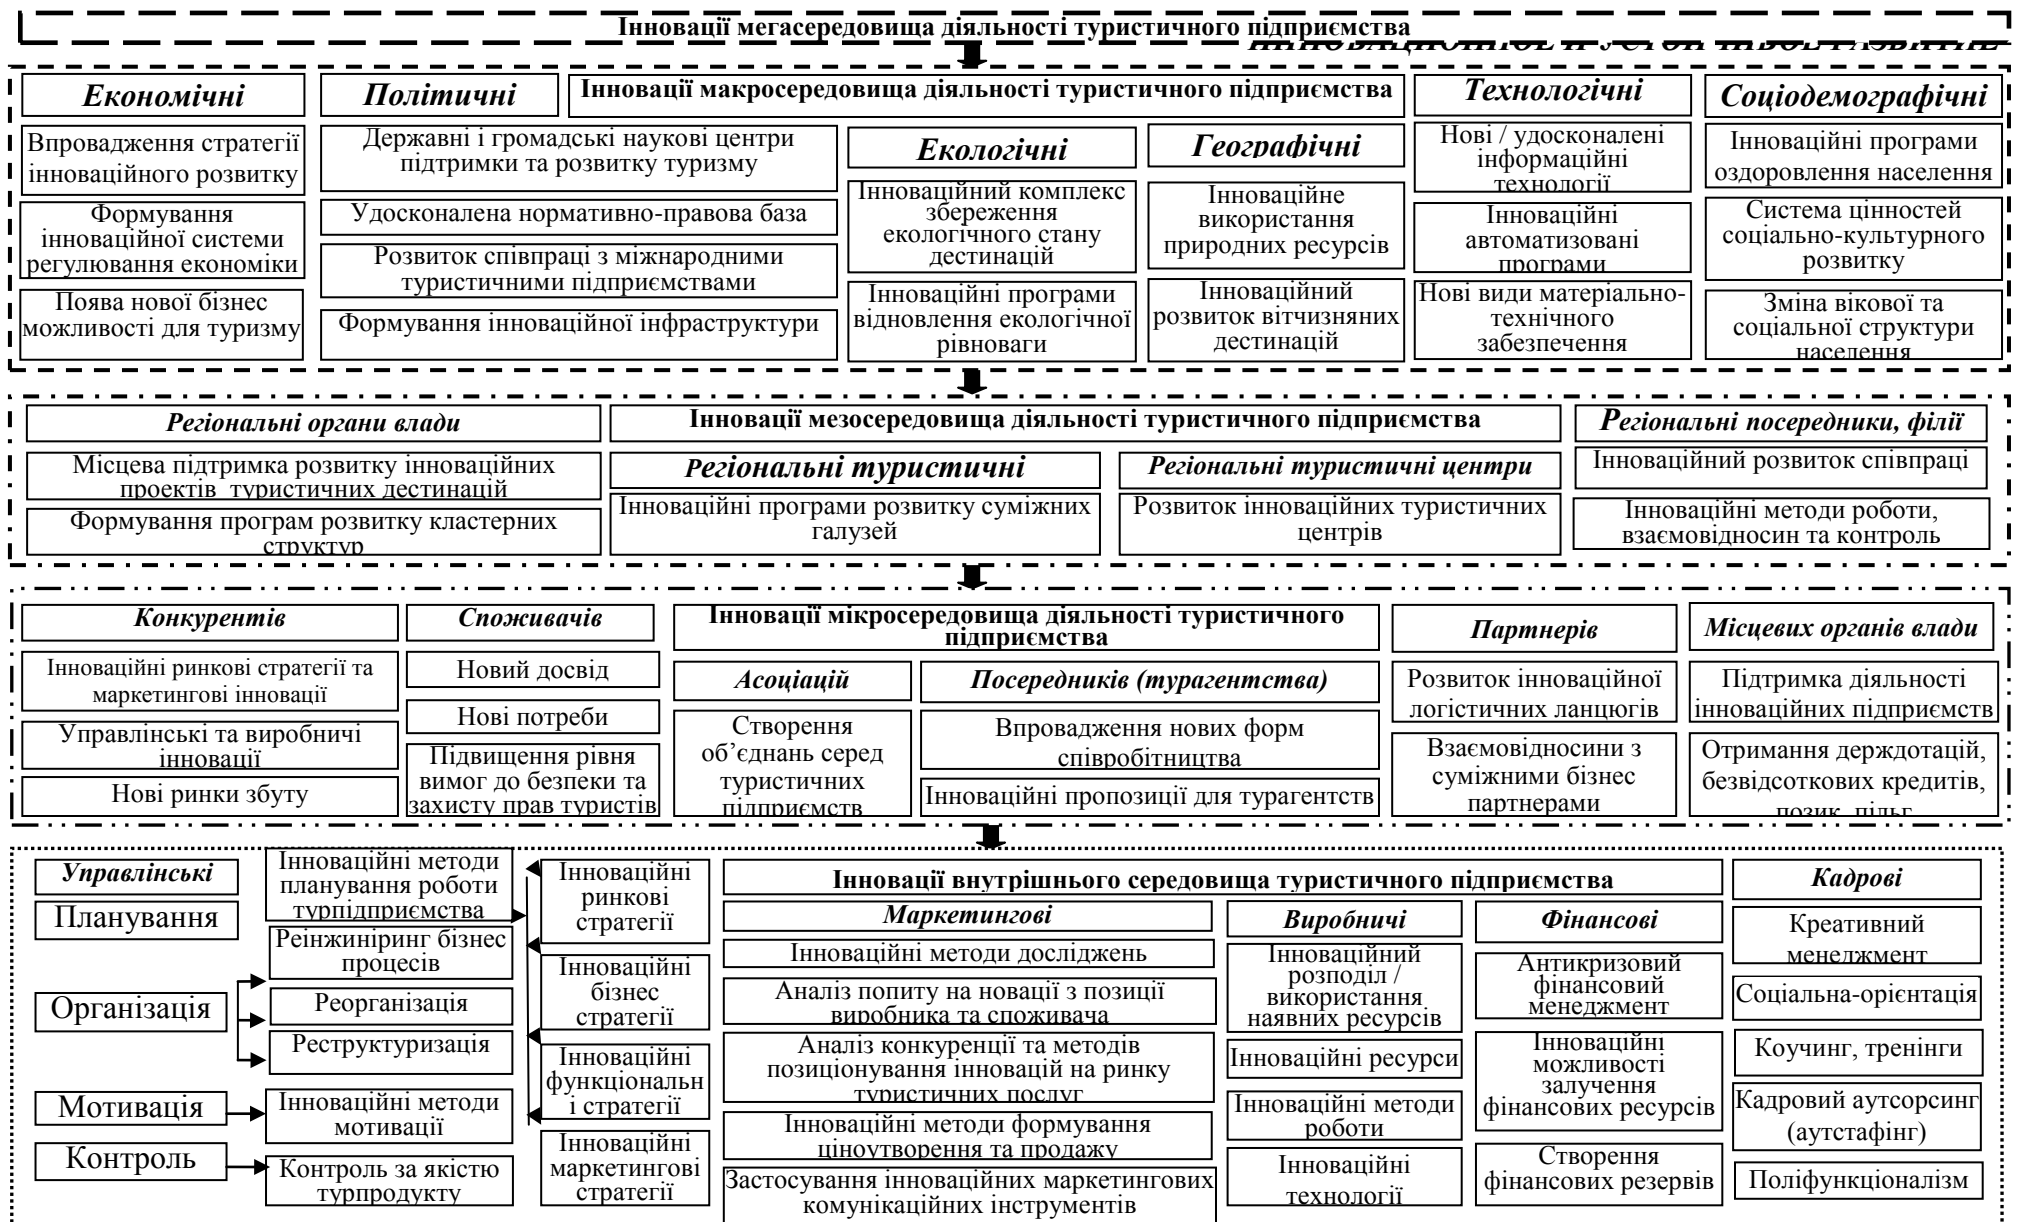 Інновації мегасередовища діяльності туристичного підприємства
Економічні
Впровадження стратегії
інноваційного розвитку
Формування
інноваційної системи
регулювання економіки
Поява нової бізнес
можливості для туризму
Політичні
Державні і громадські наукові центри
підтримки та розвитку туризму
Удосконалена нормативно-правова база
Розвиток співпраці з міжнародними
туристичними підприємствами
Формування інноваційної інфраструктури
Інновації макросередовища діяльності туристичного підприємства
Екологічні
Інноваційний комплекс
збереження
екологічного стану
дестинацій
Інноваційні програми
відновлення екологічної
рівноваги
Географічні
Інноваційне
використання
природних ресурсів
Інноваційний
розвиток вітчизняних
дестинацій
Технологічні
Нові / удосконалені
інформаційні
технології
Інноваційні
автоматизовані
програми
Нові види матеріально-
технічного
забезпечення
Соціодемографічні
Інноваційні програми
оздоровлення населення
Система цінностей
соціально-культурного
розвитку
Зміна вікової та
соціальної структури
населення
Регіональні органи влади
Місцева підтримка розвитку інноваційних
проектів туристичних дестинацій
Формування програм розвитку кластерних
структур
Інновації мезосередовища діяльності туристичного підприємства
Регіональні туристичні
Інноваційні програми розвитку суміжних
галузей
Регіональні туристичні центри
Розвиток інноваційних туристичних
центрів
Регіональні посередники, філії
Інноваційний розвиток співпраці
Інноваційні методи роботи,
взаємовідносин та контроль
Конкурентів
Інноваційні ринкові стратегії та
маркетингові інновації
Управлінські та виробничі
інновації
Нові ринки збуту
Споживачів
Новий досвід
Нові потреби
Підвищення рівня
вимог до безпеки та
захисту прав туристів
Інновації мікросередовища діяльності туристичного
підприємства
Асоціацій
Створення
об’єднань серед
туристичних
підприємств
Посередників (турагентства)
Впровадження нових форм
співробітництва
Інноваційні пропозиції для турагентств
Партнерів
Розвиток інноваційної
логістичних ланцюгів
Взаємовідносини з
суміжними бізнес
партнерами
Місцевих органів влади
Підтримка діяльності
інноваційних підприємств
Отримання держдотацій,
безвідсоткових кредитів,
позик, пільг
Управлінські
Планування
Організація
Мотивація
Контроль
Інноваційні методи
планування роботи
турпідприємства
Реінжиніринг бізнес
процесів
Реорганізація
Реструктуризація
Інноваційні методи
мотивації
Контроль за якістю
турпродукту
Інноваційні
ринкові
стратегії
Інноваційні
бізнес
стратегії
Інноваційні
функціональн
і стратегії
Інноваційні
маркетингові
стратегії
Інновації внутрішнього середовища туристичного підприємства
Маркетингові
Інноваційні методи досліджень
Аналіз попиту на новації з позиції
виробника та споживача
Аналіз конкуренції та методів
позиціонування інновацій на ринку
туристичних послуг
Інноваційні методи формування
ціноутворення та продажу
Застосування інноваційних маркетингових
комунікаційних інструментів
Виробничі
Інноваційний
розподіл /
використання
наявних ресурсів
Інноваційні ресурси
Інноваційні методи
роботи
Інноваційні
технології
Фінансові
Антикризовий
фінансовий
менеджмент
Інноваційні
можливості
залучення
фінансових ресурсів
Створення
фінансових резервів
Кадрові
Креативний
менеджмент
Соціальна-орієнтація
Коучинг, тренінги
Кадровий аутсорсинг
(аутстафінг)
Поліфункціоналізм